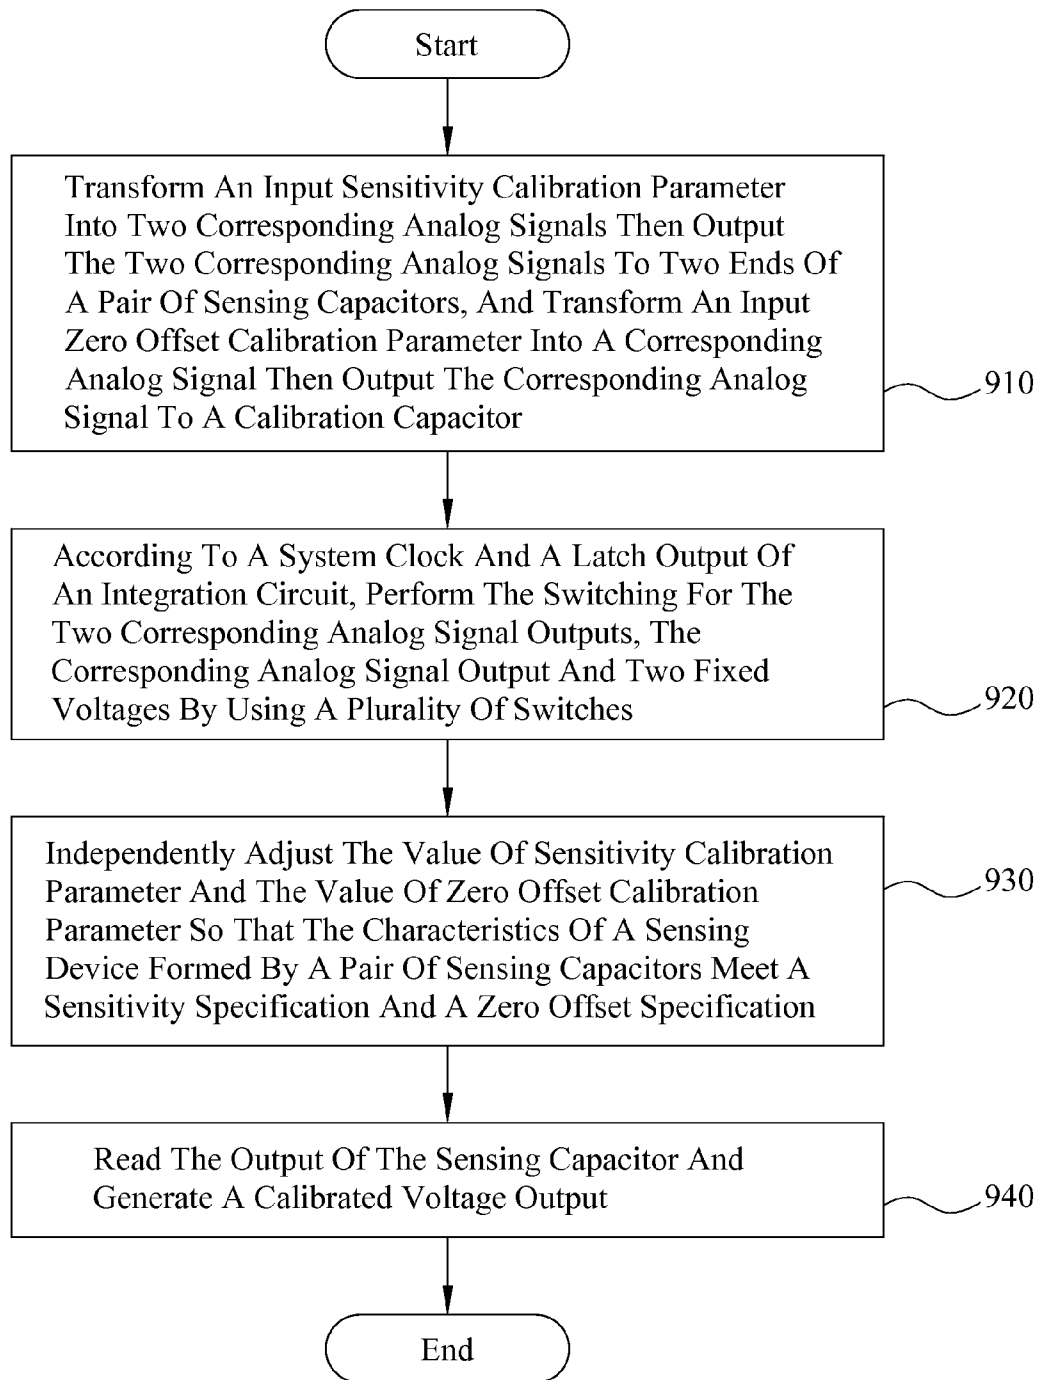 Start
Transform An Input Sensitivity Calibration Parameter
Into Two Corresponding Analog Signals Then Output
The Two Corresponding Analog Signals To Two Ends Of
A Pair Of Sensing Capacitors, And Transform An Input
Zero Offset Calibration Parameter Into A Corresponding
Analog Signal Then Output The Corresponding Analog
Signal To A Calibration Capacitor
910
According To A System Clock And A Latch Output Of
An Integration Circuit, Perform The Switching For The
Two Corresponding Analog Signal Outputs, The
Corresponding Analog Signal Output And Two Fixed
Voltages By Using A Plurality Of Switches
920
Independently Adjust The Value Of Sensitivity Calibration
Parameter And The Value Of Zero Offset Calibration
Parameter So That The Characteristics Of A Sensing
Device Formed By A Pair Of Sensing Capacitors Meet A
Sensitivity Specification And A Zero Offset Specification
930
Read The Output Of The Sensing Capacitor And
Generate A Calibrated Voltage Output
940
End